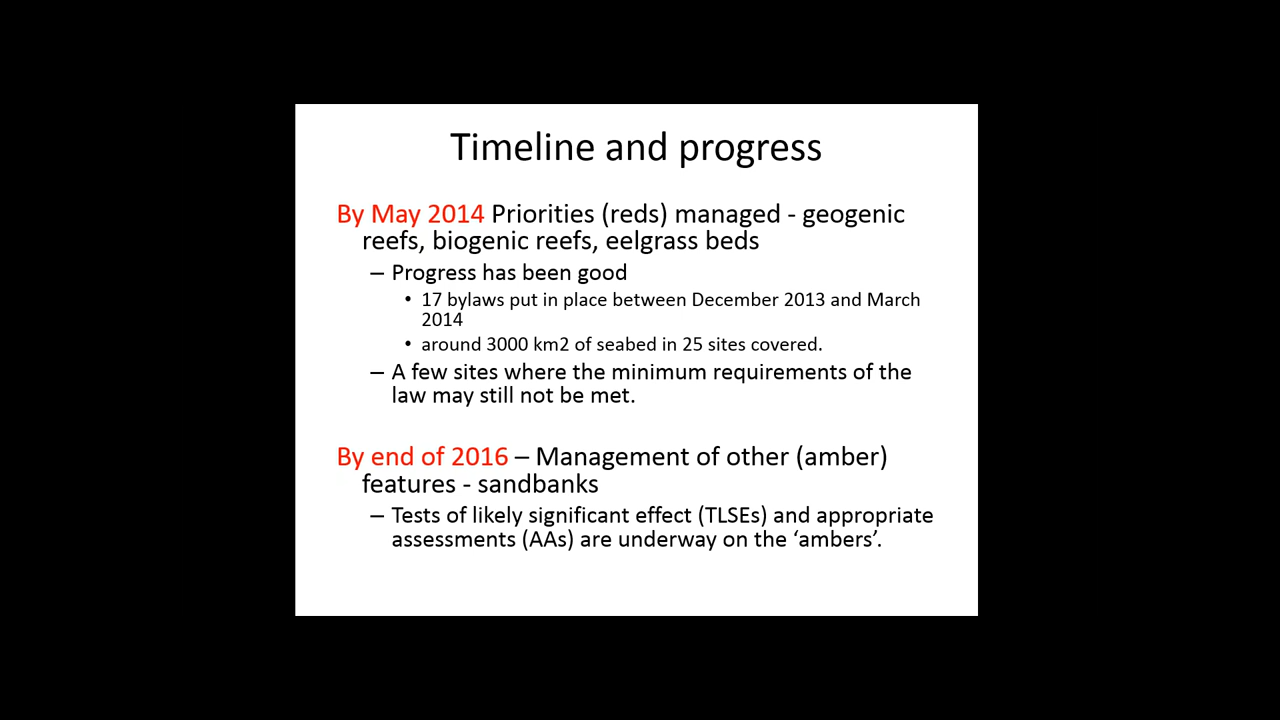 Timeline and progress
By May 2014 Priorities (reds) managed - geogenic
reefs, biogenic reefs, eelgrass beds
– Progress has been good
• 17 bylaws put in place between December 2013 and March
2014
• around 3000 km2 of seabed in 25 sites covered.
– A few sites where the minimum requirements of the
law may still not be met.
By end of 2016 – Management of other (amber)
features - sandbanks
– Tests of likely significant effect (TLSEs) and appropriate
assessments (AAs) are underway on the ‘ambers’.